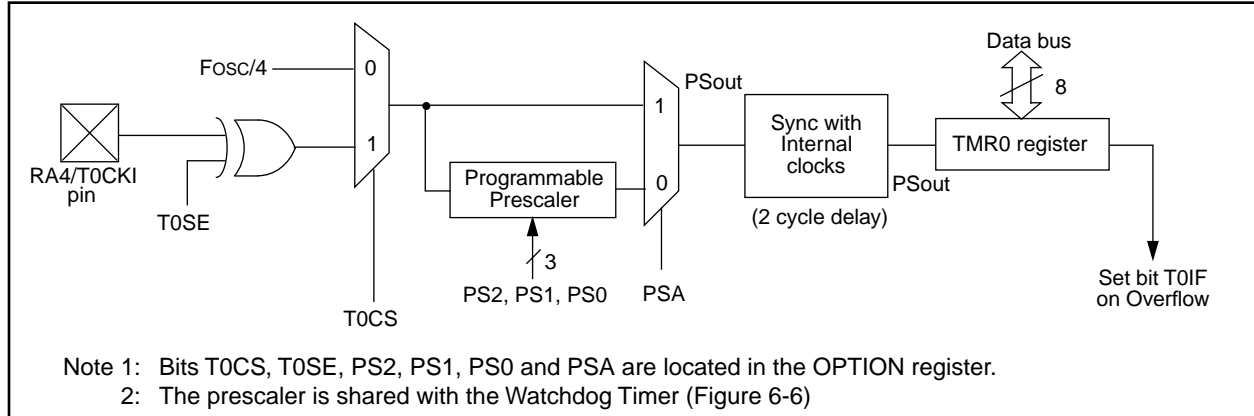 Data bus
8
FOSC/4
0
1
PSout
1
0
Sync with
Internal
clocks
TMR0 register
PSout
(2 cycle delay)
RA4/T0CKI
pin
T0SE
Programmable
Prescaler
3
PS2, PS1, PS0
PSA
T0CS
Set bit T0IF
on Overflow
Note 1: Bits T0CS, T0SE, PS2, PS1, PS0 and PSA are located in the OPTION register.
2: The prescaler is shared with the Watchdog Timer (Figure 6-6)